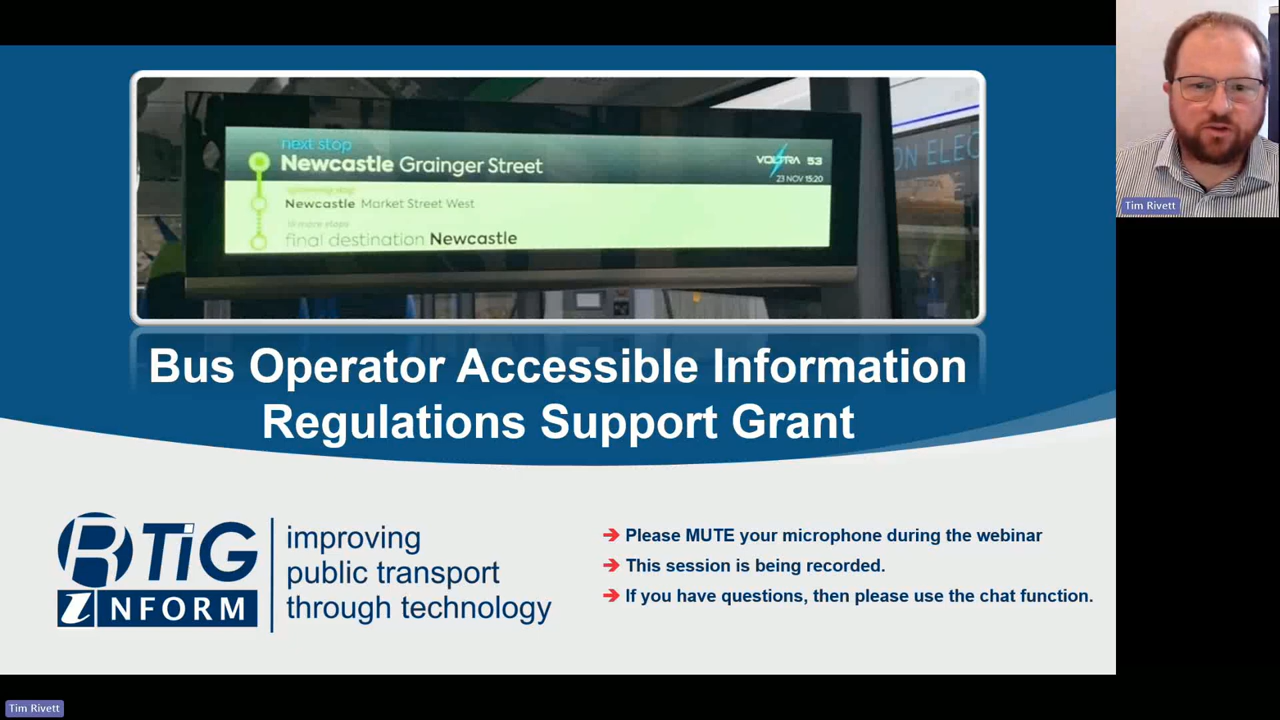 next stop
Newcastle Grainger Street
VOLTRA 53
23 NOV 15:20
upcoming stop
Newcastle Market Street West
final destination Newcastle
Bus Operator Accessible Information
Regulations Support Grant
RTiG
iNFORM
improving
public transport
through technology
➔ Please MUTE your microphone during the webinar
➔ This session is being recorded.
➔ If you have questions, then please use the chat function.
Tim Rivett
Tim Rivett